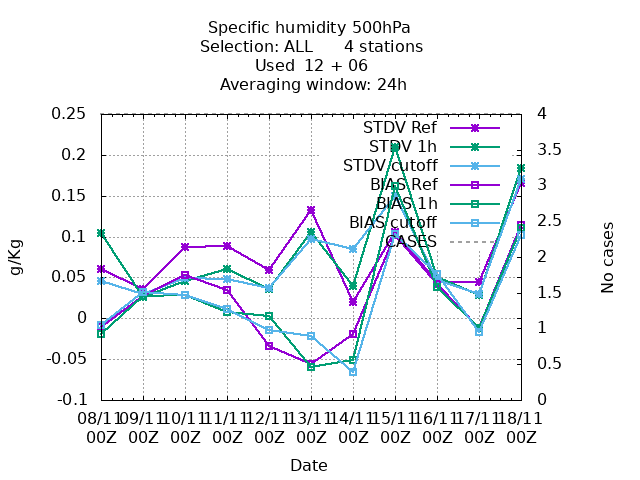 Specific humidity 500hPa
Selection: ALL 4 stations
Used 12 + 06
Averaging window: 24h
0.25
0.2
0.15
0.1
0.05
0
-0.05
-0.1
g/Kg
STDV Ref
STDV 1h
STDV cutoff
BIAS Ref
BIAS 1h
BIAS cutoff
CASES
4
3.5
3
2.5
2
1.5
1
0.5
0
No cases
08/11 09/11 10/11 11/11 12/11 13/11 14/11 15/11 16/11 17/11 18/11
00Z 00Z 00Z 00Z 00Z 00Z 00Z 00Z 00Z 00Z 00Z
Date